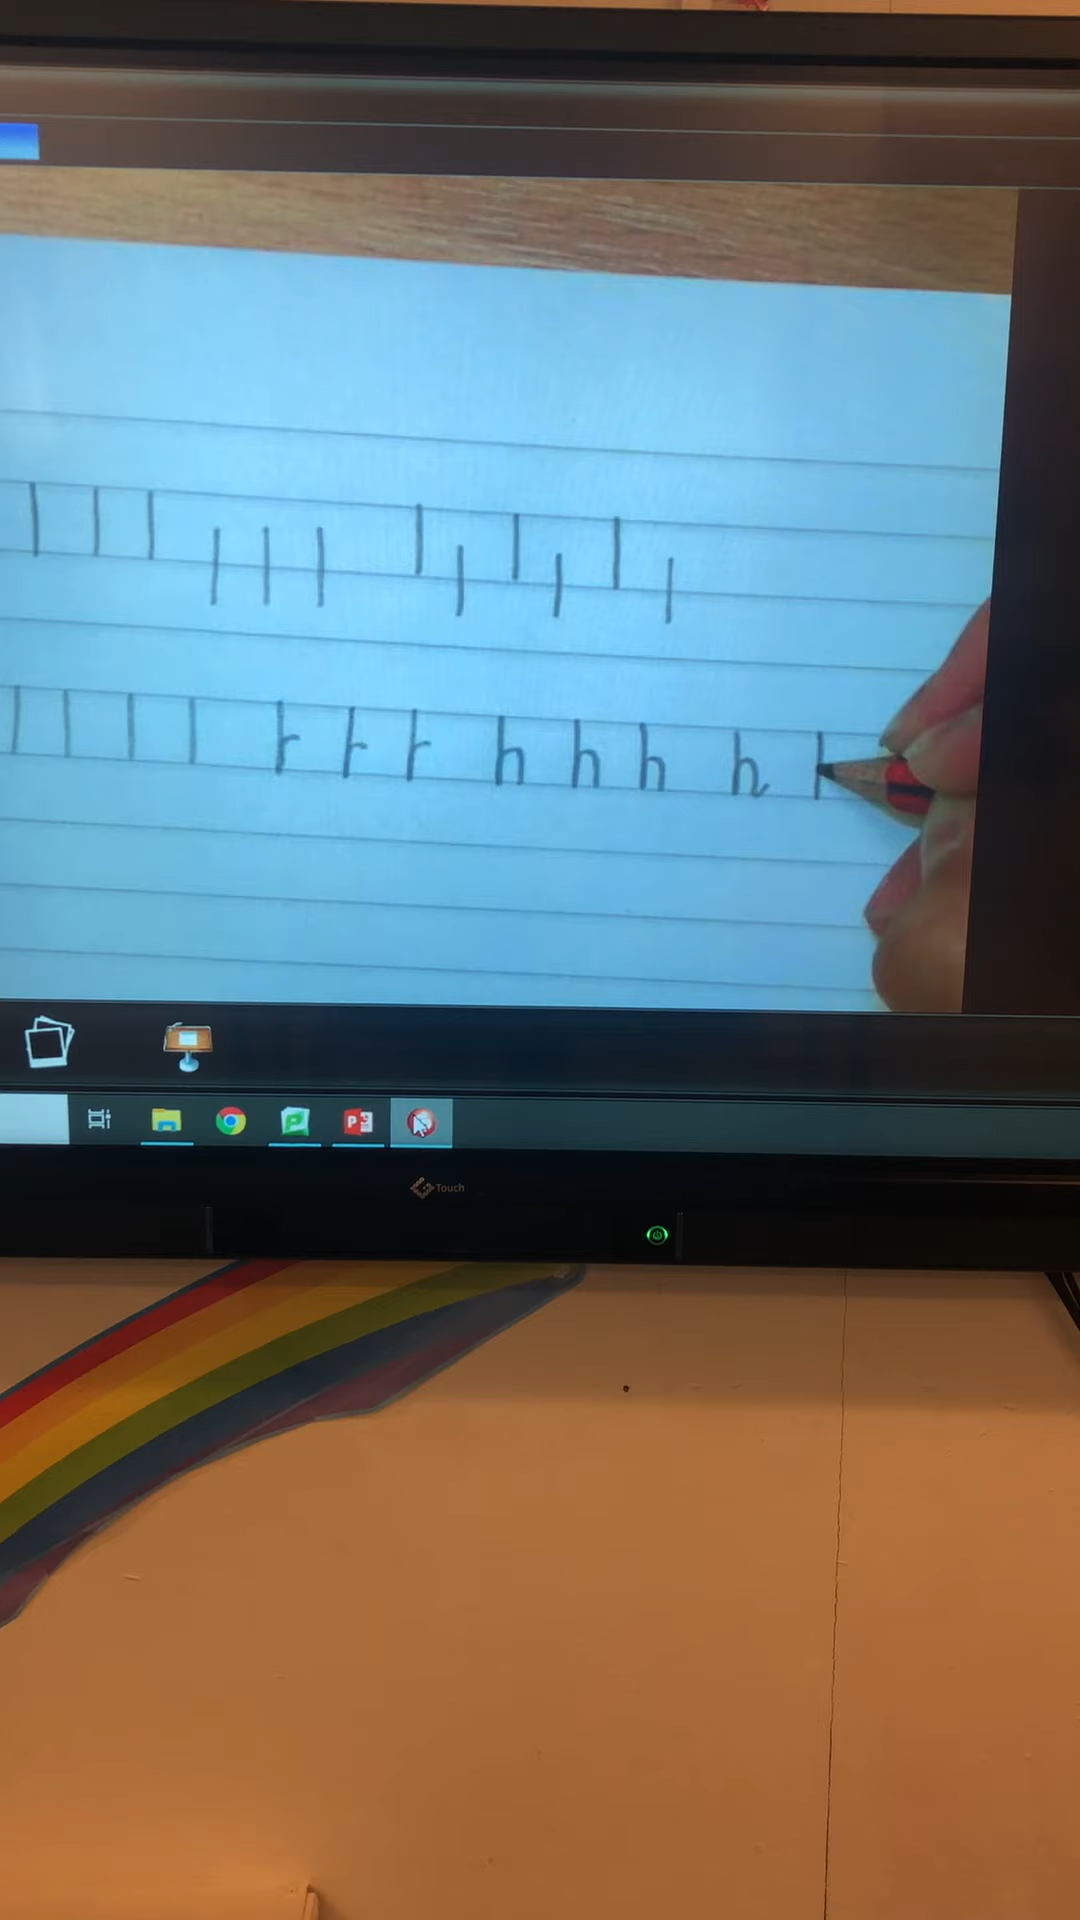 | | | | | | | | | | | |
| | | | r r r h h h h |
Touch